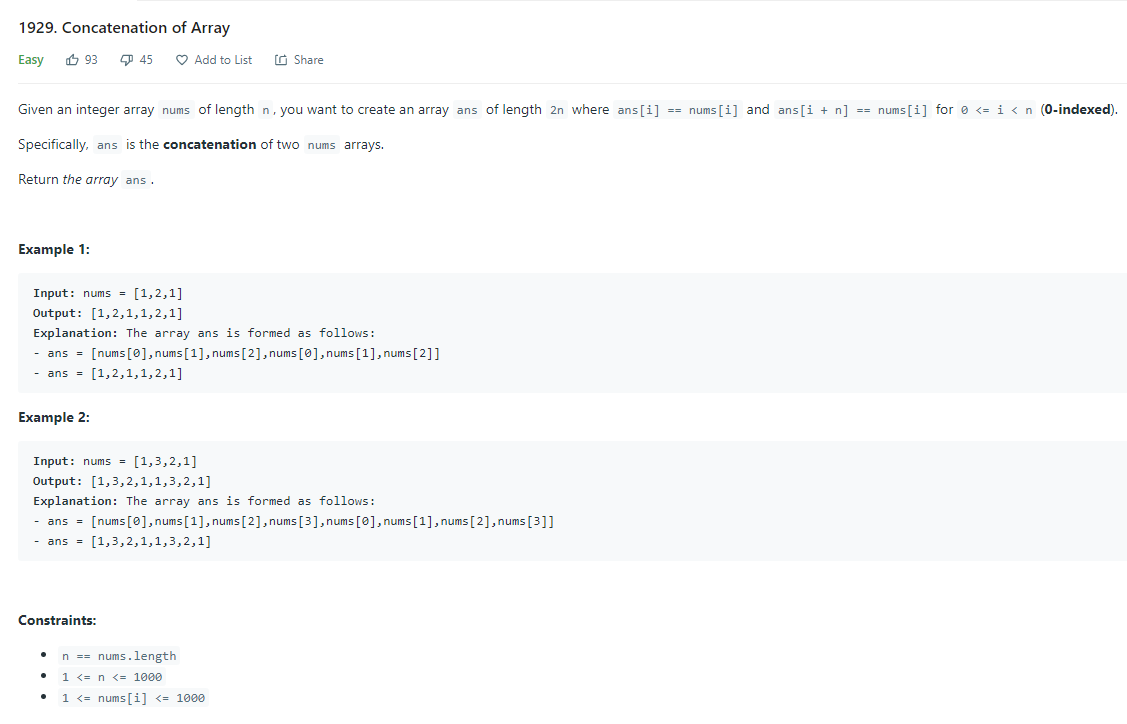 1929. Concatenation of Array
Easy 93 45 Add to List Share
Given an integer array nums of length n, you want to create an array ans of length 2n where ans[i] == nums[i] and ans[i + n] == nums[i] for 0 <= i < n (0-indexed).
Specifically, ans is the concatenation of two nums arrays.
Return the array ans.
Example 1:
Input: nums = [1,2,1]
Output: [1,2,1,1,2,1]
Explanation: The array ans is formed as follows:
- ans = [nums[0],nums[1],nums[2],nums[0],nums[1],nums[2]]
- ans = [1,2,1,1,2,1]
Example 2:
Input: nums = [1,3,2,1]
Output: [1,3,2,1,1,3,2,1]
Explanation: The array ans is formed as follows:
- ans = [nums[0],nums[1],nums[2],nums[3],nums[0],nums[1],nums[2],nums[3]]
- ans = [1,3,2,1,1,3,2,1]
Constraints:
• n == nums.length
• 1 <= n <= 1000
• 1 <= nums[i] <= 1000